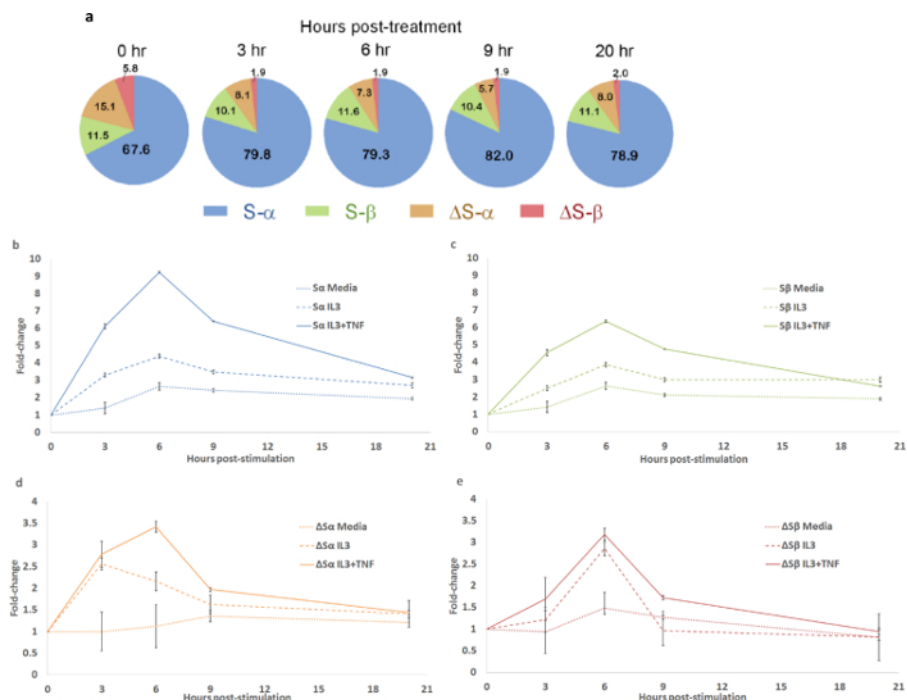 a
Hours post-treatment
0 hr 3 hr 6 hr 9 hr 20 hr
5.8 15.1 11.5 67.6
1.9 8.1 10.1 79.8
1.9 7.3 11.6 79.3
1.9 5.7 10.4 82.0
2.0 8.0 11.1 78.9
S-α S-β ΔS-α ΔS-β
b
Fold-change
10
9
8
7
6
5
4
3
2
1
0
Sα Media
Sα IL3
Sα IL3+TNF
0 3 6 9 12 15 18 21
Hours post-stimulation
c
Fold-change
10
9
8
7
6
5
4
3
2
1
0
Sβ Media
Sβ IL3
Sβ IL3+TNF
0 3 6 9 12 15 18 21
Hours post-stimulation
d
Fold-change
4
3.5
3
2.5
2
1.5
1
0.5
0
ΔSα Media
ΔSα IL3
ΔSα IL3+TNF
0 3 6 9 12 15 18 21
Hours post-stimulation
e
Fold-change
4
3.5
3
2.5
2
1.5
1
0.5
0
ΔSβ Media
ΔSβ IL3
ΔSβ IL3+TNF
0 3 6 9 12 15 18 21
Hours post-stimulation